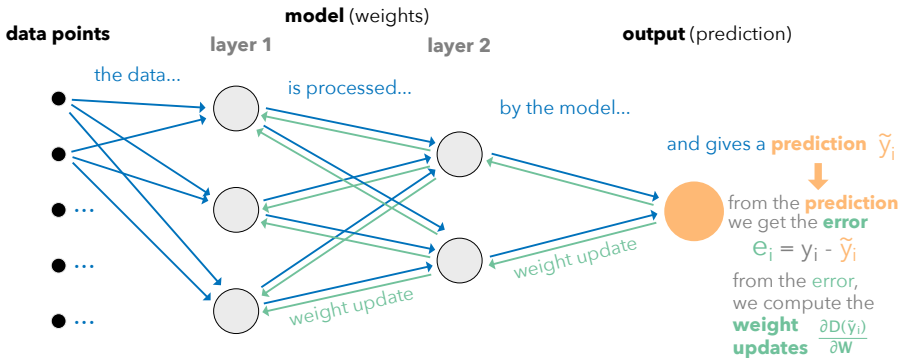 model (weights)
data points
layer 1
layer 2
output (prediction)
the data...
is processed...
by the model...
and gives a prediction ỹᵢ
...
...
...
from the prediction
we get the error
eᵢ = yᵢ - ỹᵢ
weight update
weight update
from the error,
we compute the
weight
updates ∂D(ỹᵢ)/∂W